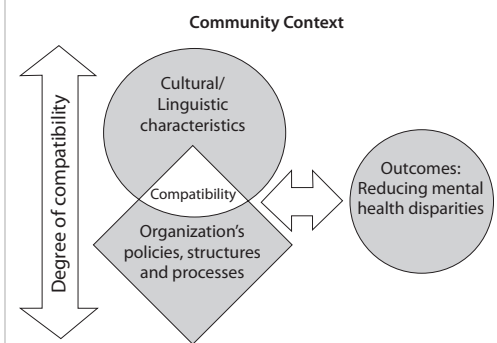 Community Context
Degree of compatibility
Cultural/
Linguistic
characteristics
Compatibility
Organization's
policies, structures
and processes
Outcomes:
Reducing mental
health disparities